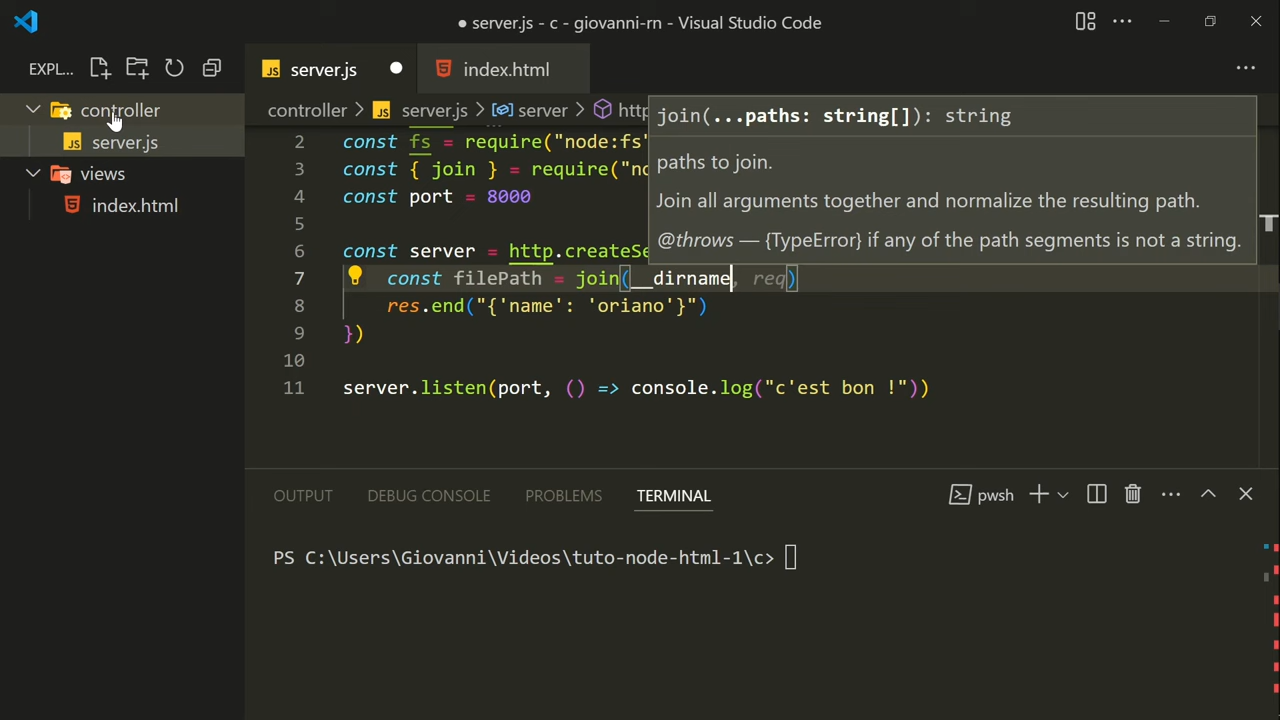 ● server.js - c - giovanni-rn - Visual Studio Code
EXPL...
JS server.js ●
index.html
controller
JS server.js
views
index.html
controller > JS server.js > server > htt
join(...paths: string[]): string
paths to join.
Join all arguments together and normalize the resulting path.
@throws — {TypeError} if any of the path segments is not a string.
2 const fs = require("node:fs"
3 const { join } = require("no
4 const port = 8000
5
6 const server = http.createSe
7 const filePath = join(__dirname, req)
8 res.end("{'name': 'oriano'}")
9 })
10
11 server.listen(port, () => console.log("c'est bon !"))
OUTPUT DEBUG CONSOLE PROBLEMS TERMINAL pwsh
PS C:\Users\Giovanni\Videos\tuto-node-html-1\c>